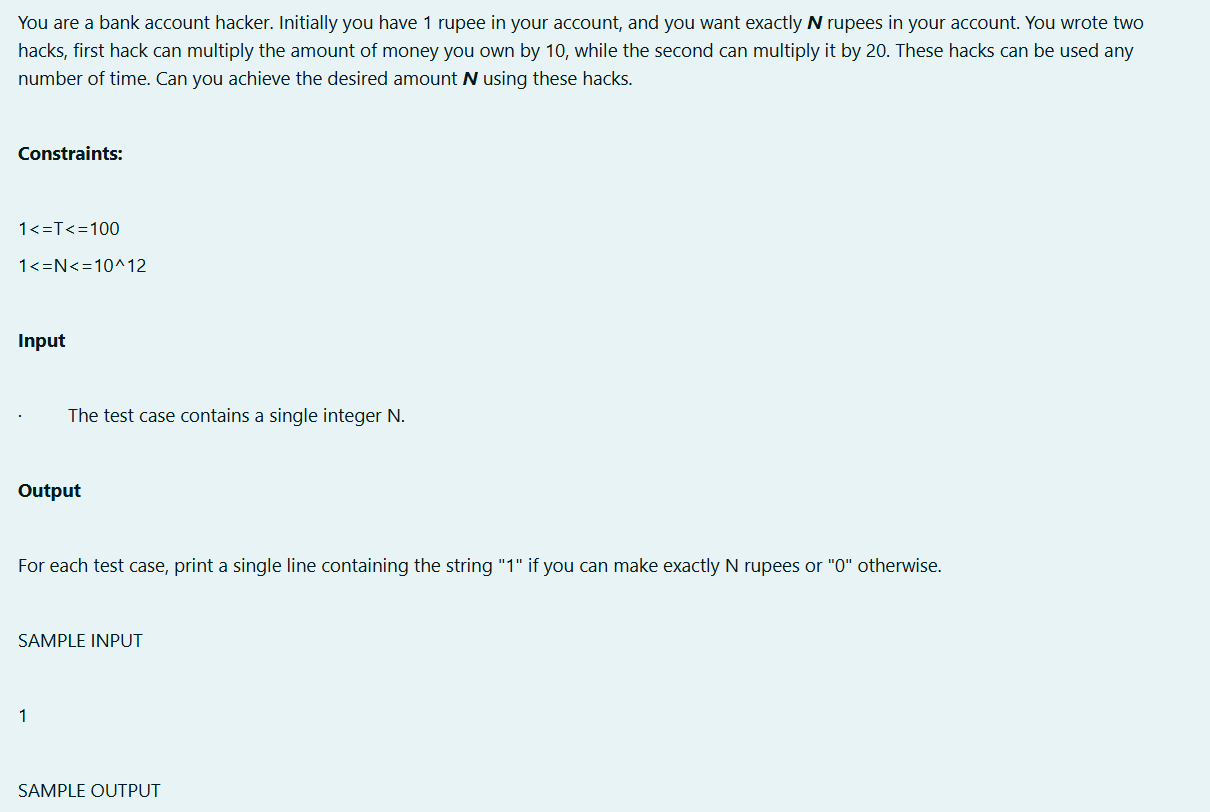 You are a bank account hacker. Initially you have 1 rupee in your account, and you want exactly N rupees in your account. You wrote two
hacks, first hack can multiply the amount of money you own by 10, while the second can multiply it by 20. These hacks can be used any
number of time. Can you achieve the desired amount N using these hacks.
Constraints:
1<=T<=100
1<=N<=10^12
Input
· The test case contains a single integer N.
Output
For each test case, print a single line containing the string "1" if you can make exactly N rupees or "0" otherwise.
SAMPLE INPUT
1
SAMPLE OUTPUT